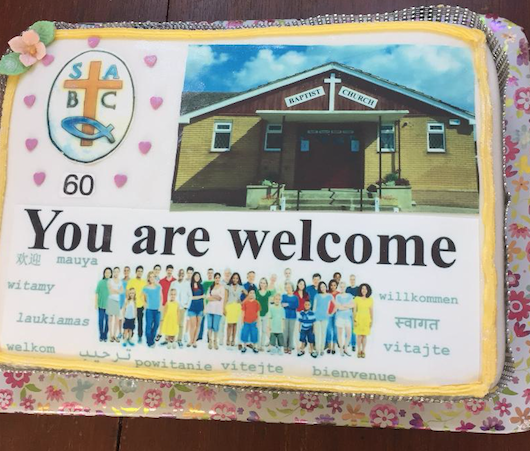 S A
B C
60
BAPTIST CHURCH
You are welcome
欢迎 mauya
witamy
laukiamas
welkom
ترحيب
powitanie vitejte bienvenue
willkommen
स्वागत
vitajte